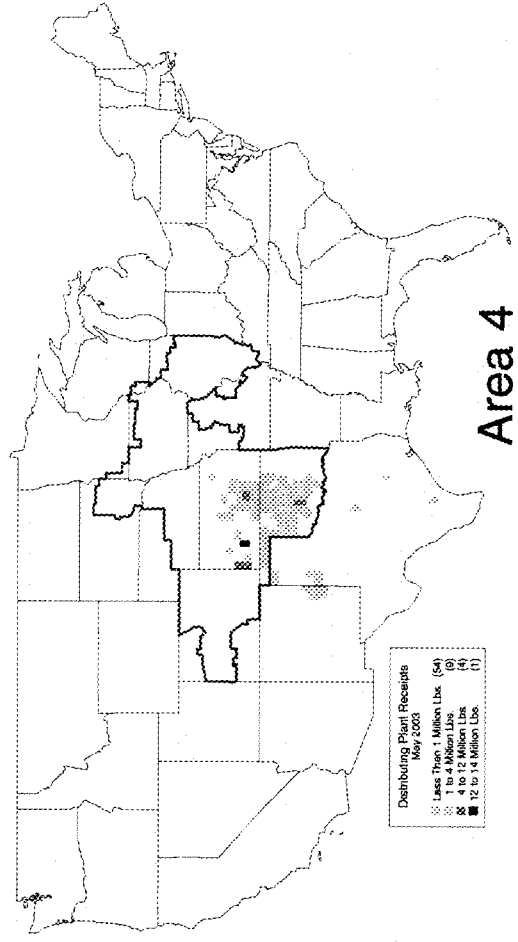 Distributing Plant Receipts
May 2003
Less Than 1 Million Lbs. (54)
1 to 4 Million Lbs. (9)
4 to 12 Million Lbs. (4)
12 to 14 Million Lbs. (1)
Area 4